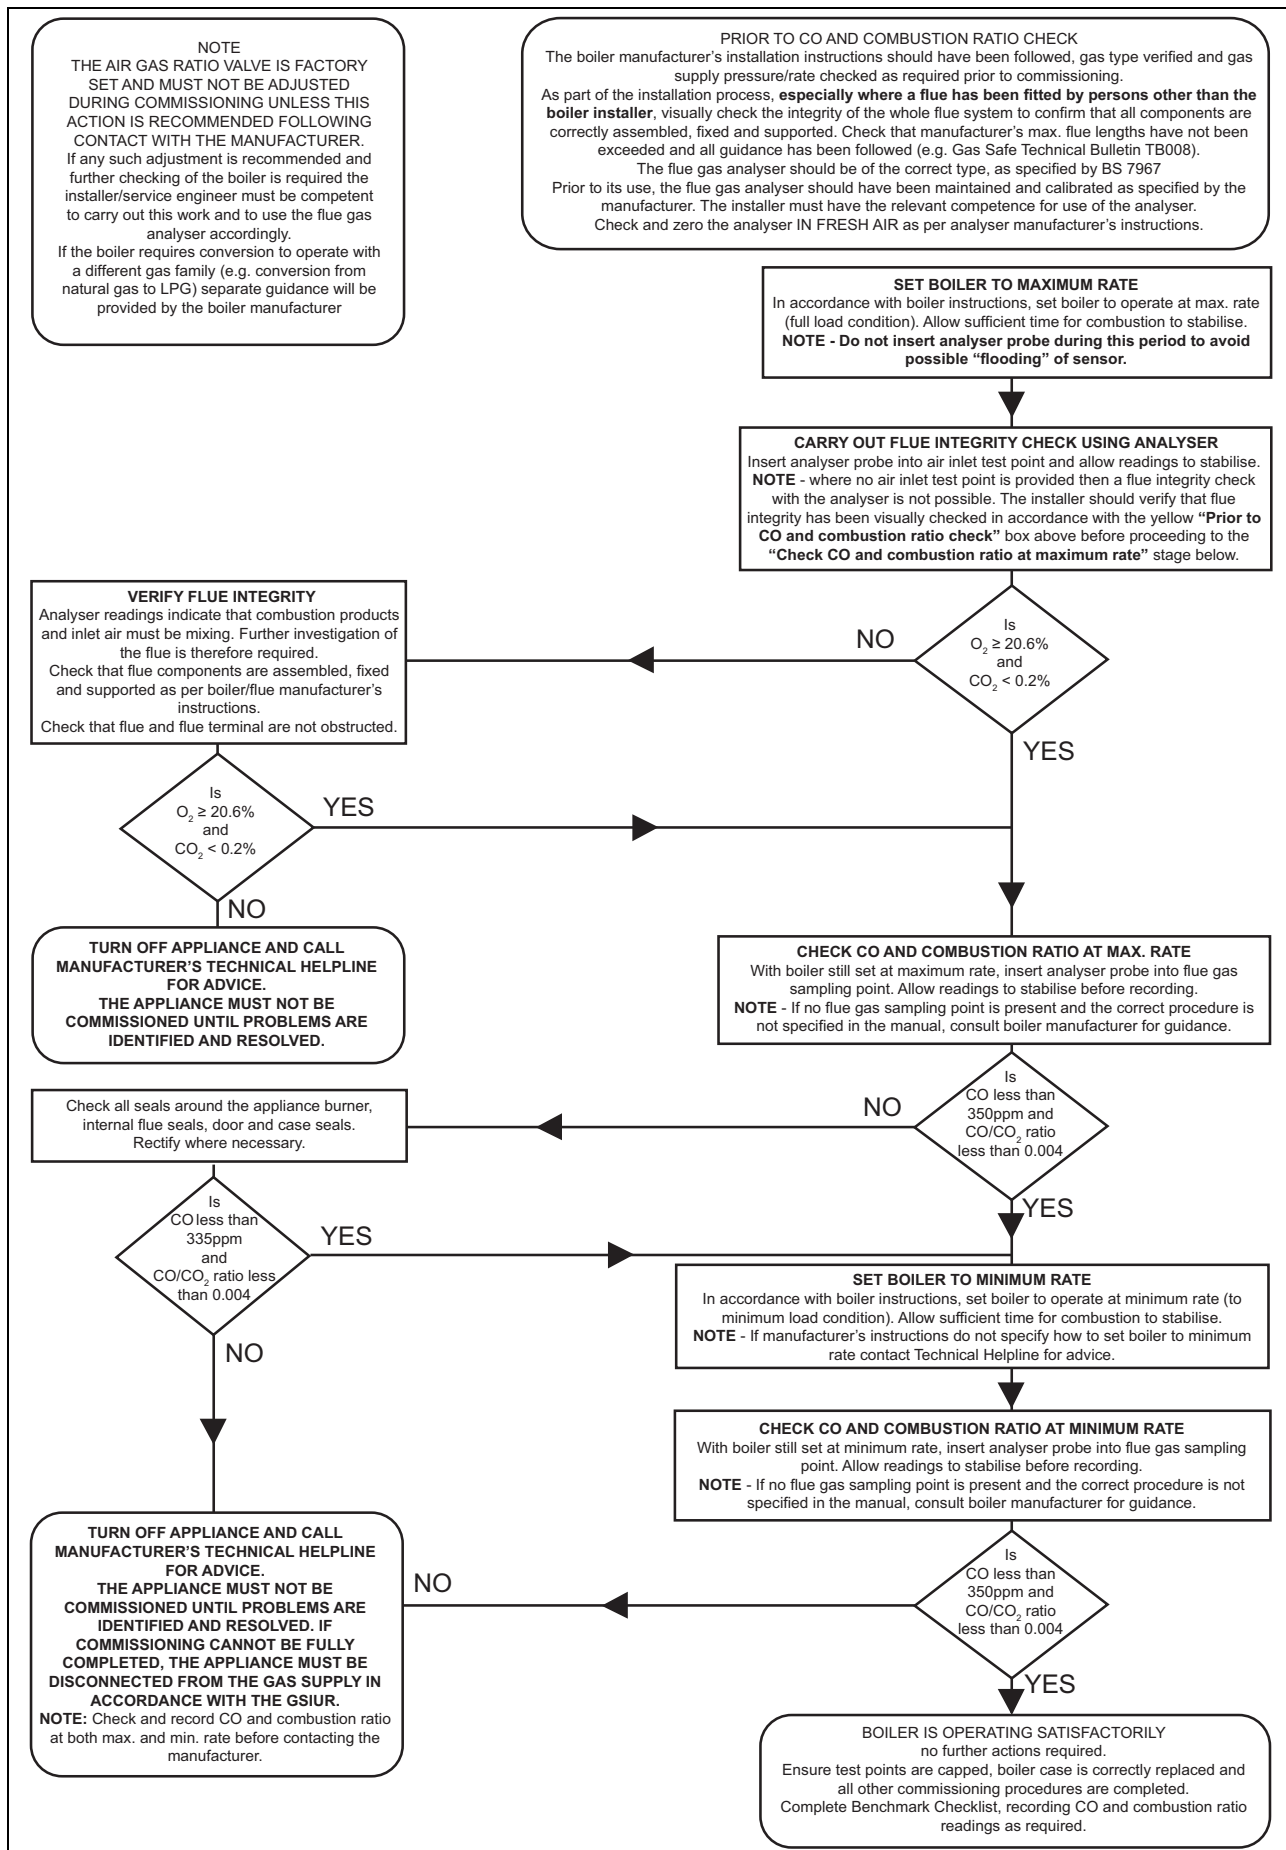 NOTE
THE AIR GAS RATIO VALVE IS FACTORY
SET AND MUST NOT BE ADJUSTED
DURING COMMISSIONING UNLESS THIS
ACTION IS RECOMMENDED FOLLOWING
CONTACT WITH THE MANUFACTURER.
If any such adjustment is recommended and
further checking of the boiler is required the
installer/service engineer must be competent
to carry out this work and to use the flue gas
analyser accordingly.
If the boiler requires conversion to operate with
a different gas family (e.g. conversion from
natural gas to LPG) separate guidance will be
provided by the boiler manufacturer
PRIOR TO CO AND COMBUSTION RATIO CHECK
The boiler manufacturer's installation instructions should have been followed, gas type verified and gas
supply pressure/rate checked as required prior to commissioning.
As part of the installation process, especially where a flue has been fitted by persons other than the
boiler installer, visually check the integrity of the whole flue system to confirm that all components are
correctly assembled, fixed and supported. Check that manufacturer's max. flue lengths have not been
exceeded and all guidance has been followed (e.g. Gas Safe Technical Bulletin TB008).
The flue gas analyser should be of the correct type, as specified by BS 7967
Prior to its use, the flue gas analyser should have been maintained and calibrated as specified by the
manufacturer. The installer must have the relevant competence for use of the analyser.
Check and zero the analyser IN FRESH AIR as per analyser manufacturer's instructions.
SET BOILER TO MAXIMUM RATE
In accordance with boiler instructions, set boiler to operate at max. rate
(full load condition). Allow sufficient time for combustion to stabilise.
NOTE - Do not insert analyser probe during this period to avoid
possible “flooding” of sensor.
CARRY OUT FLUE INTEGRITY CHECK USING ANALYSER
Insert analyser probe into air inlet test point and allow readings to stabilise.
NOTE - where no air inlet test point is provided then a flue integrity check
with the analyser is not possible. The installer should verify that flue
integrity has been visually checked in accordance with the yellow “Prior to
CO and combustion ratio check” box above before proceeding to the
“Check CO and combustion ratio at maximum rate” stage below.
Is
O₂ ≥ 20.6%
and
CO₂ < 0.2%
NO
YES
VERIFY FLUE INTEGRITY
Analyser readings indicate that combustion products
and inlet air must be mixing. Further investigation of
the flue is therefore required.
Check that flue components are assembled, fixed
and supported as per boiler/flue manufacturer's
instructions.
Check that flue and flue terminal are not obstructed.
Is
O₂ ≥ 20.6%
and
CO₂ < 0.2%
YES
NO
TURN OFF APPLIANCE AND CALL
MANUFACTURER'S TECHNICAL HELPLINE
FOR ADVICE.
THE APPLIANCE MUST NOT BE
COMMISSIONED UNTIL PROBLEMS ARE
IDENTIFIED AND RESOLVED.
CHECK CO AND COMBUSTION RATIO AT MAX. RATE
With boiler still set at maximum rate, insert analyser probe into flue gas
sampling point. Allow readings to stabilise before recording.
NOTE - If no flue gas sampling point is present and the correct procedure is
not specified in the manual, consult boiler manufacturer for guidance.
Is
CO less than
350ppm and
CO/CO₂ ratio
less than 0.004
NO
YES
Check all seals around the appliance burner,
internal flue seals, door and case seals.
Rectify where necessary.
Is
CO less than
335ppm
and
CO/CO₂ ratio less
than 0.004
YES
NO
SET BOILER TO MINIMUM RATE
In accordance with boiler instructions, set boiler to operate at minimum rate (to
minimum load condition). Allow sufficient time for combustion to stabilise.
NOTE - If manufacturer's instructions do not specify how to set boiler to minimum
rate contact Technical Helpline for advice.
CHECK CO AND COMBUSTION RATIO AT MINIMUM RATE
With boiler still set at minimum rate, insert analyser probe into flue gas sampling
point. Allow readings to stabilise before recording.
NOTE - If no flue gas sampling point is present and the correct procedure is not
specified in the manual, consult boiler manufacturer for guidance.
Is
CO less than
350ppm and
CO/CO₂ ratio
less than 0.004
NO
YES
TURN OFF APPLIANCE AND CALL
MANUFACTURER'S TECHNICAL HELPLINE
FOR ADVICE.
THE APPLIANCE MUST NOT BE
COMMISSIONED UNTIL PROBLEMS ARE
IDENTIFIED AND RESOLVED. IF
COMMISSIONING CANNOT BE FULLY
COMPLETED, THE APPLIANCE MUST BE
DISCONNECTED FROM THE GAS SUPPLY IN
ACCORDANCE WITH THE GSIUR.
NOTE: Check and record CO and combustion ratio
at both max. and min. rate before contacting the
manufacturer.
BOILER IS OPERATING SATISFACTORILY
no further actions required.
Ensure test points are capped, boiler case is correctly replaced and
all other commissioning procedures are completed.
Complete Benchmark Checklist, recording CO and combustion ratio
readings as required.